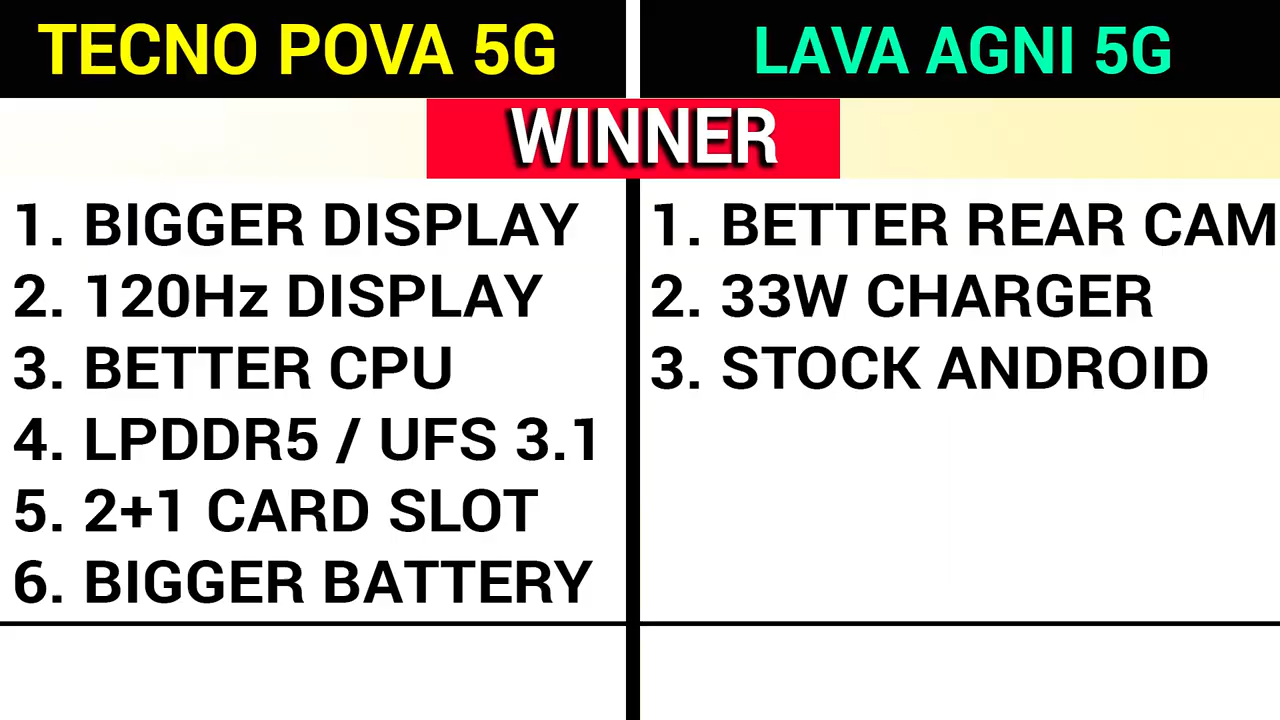 TECNO POVA 5G
LAVA AGNI 5G
WINNER
1. BIGGER DISPLAY
2. 120Hz DISPLAY
3. BETTER CPU
4. LPDDR5 / UFS 3.1
5. 2+1 CARD SLOT
6. BIGGER BATTERY
1. BETTER REAR CAM
2. 33W CHARGER
3. STOCK ANDROID